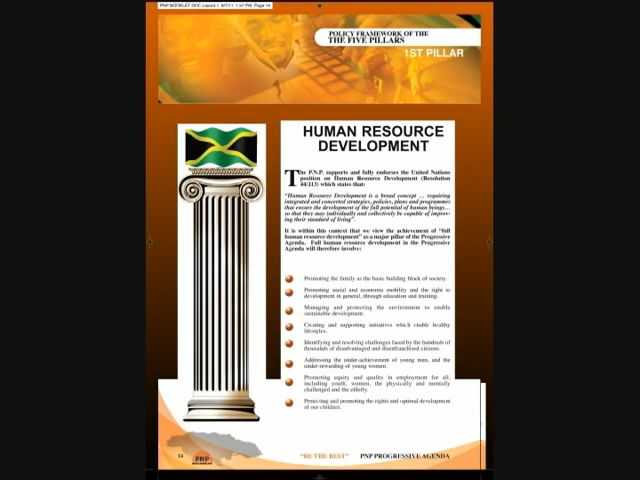 PNP BOOKLET DOC Layout 1 9/7/11 1:57 PM Page 14
POLICY FRAMEWORK OF THE
THE FIVE PILLARS
1ST PILLAR
HUMAN RESOURCE
DEVELOPMENT
The P.N.P. supports and fully endorses the United Nations
position on Human Resource Development (Resolution
44/213) which states that:
"Human Resource Development is a broad concept ... requiring
integrated and concerted strategies, policies, plans and programmes
that ensure the development of the full potential of human beings...
so that they may individually and collectively be capable of improv-
ing their standard of living".
It is within this context that we view the achievement of "full
human resource development" as a major pillar of the Progressive
Agenda. Full human resource development in the Progressive
Agenda will therefore involve:
Promoting the family as the basic building block of society.
Promoting social and economic mobility and the right to
development in general, through education and training.
Managing and protecting the environment to enable
sustainable development.
Creating and supporting initiatives which enable healthy
lifestyles.
Identifying and resolving challenges faced by the hundreds of
thousands of disadvantaged and disenfranchised citizens.
Addressing the under-achievement of young men, and the
under-rewarding of young women.
Promoting equity and quality in employment for all,
including youth, women, the physically and mentally
challenged and the elderly.
Protecting and promoting the rights and optimal development
of our children.
14
PNP
"BE THE BEST" PNP PROGRESSIVE AGENDA